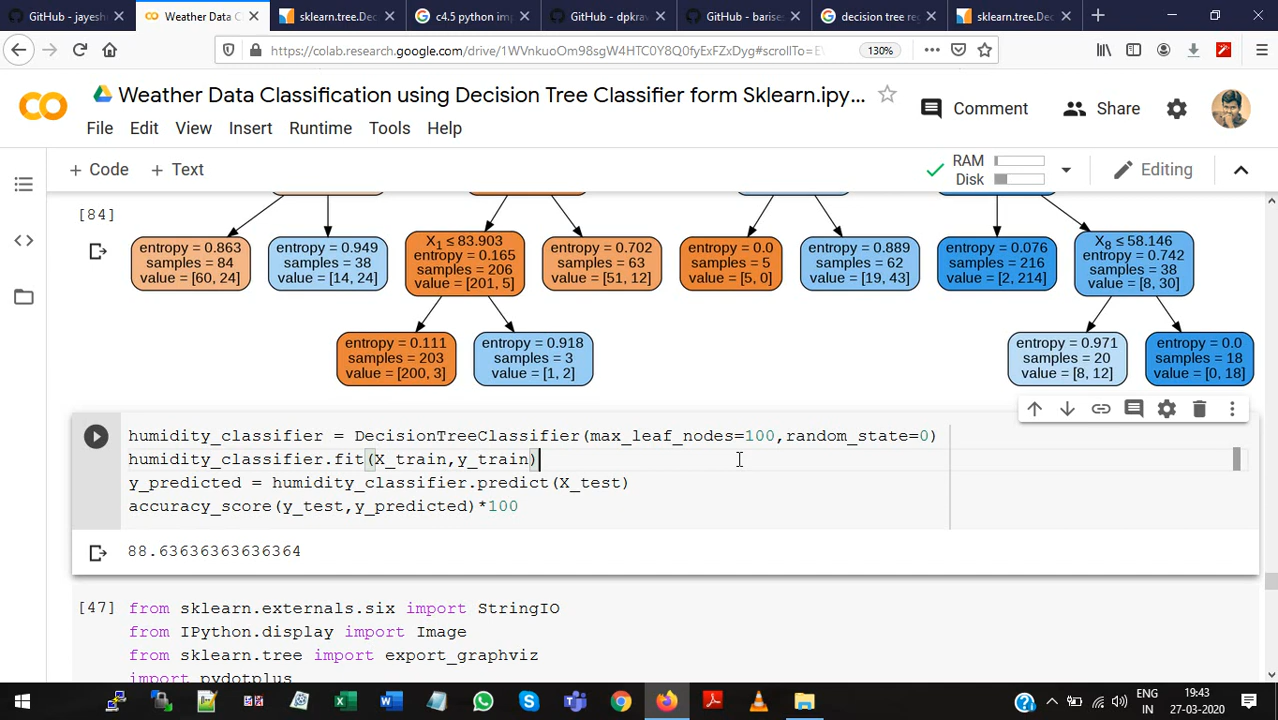 GitHub - jayesh
Weather Data C
sklearn.tree.Dec
c4.5 python imp
GitHub - dpkrav
GitHub - barises
decision tree reg
sklearn.tree.Dec
https://colab.research.google.com/drive/1WVnkuoOm98sgW4HTC0Y8Q0fyExFZxDyg#scrollTo=E
130%
CO
Weather Data Classification using Decision Tree Classifier form Sklearn.ipy...
Comment
Share
File Edit View Insert Runtime Tools Help
+ Code + Text
RAM
Disk
Editing
[84]
entropy = 0.863
samples = 84
value = [60, 24]
entropy = 0.949
samples = 38
value = [14, 24]
X1 ≤ 83.903
entropy = 0.165
samples = 206
value = [201, 5]
entropy = 0.702
samples = 63
value = [51, 12]
entropy = 0.0
samples = 5
value = [5, 0]
entropy = 0.889
samples = 62
value = [19, 43]
entropy = 0.076
samples = 216
value = [2, 214]
X8 ≤ 58.146
entropy = 0.742
samples = 38
value = [8, 30]
entropy = 0.111
samples = 203
value = [200, 3]
entropy = 0.918
samples = 3
value = [1, 2]
entropy = 0.971
samples = 20
value = [8, 12]
entropy = 0.0
samples = 18
value = [0, 18]
humidity_classifier = DecisionTreeClassifier(max_leaf_nodes=100,random_state=0)
humidity_classifier.fit(X_train,y_train)
y_predicted = humidity_classifier.predict(X_test)
accuracy_score(y_test,y_predicted)*100
88.63636363636364
[47] from sklearn.externals.six import StringIO
from IPython.display import Image
from sklearn.tree import export_graphviz
import pydotplus
ENG
IN
19:43
27-03-2020